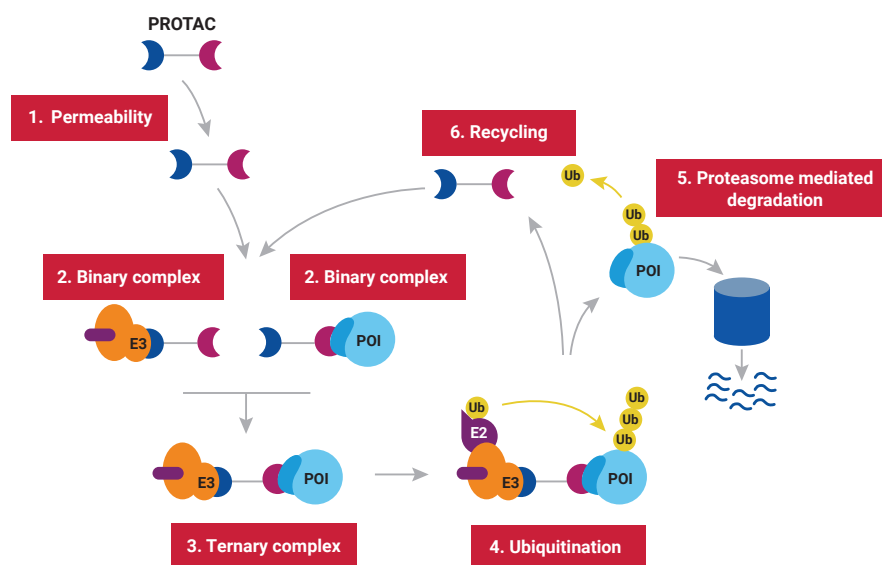 PROTAC
1. Permeability
6. Recycling
Ub
5. Proteasome mediated
degradation
Ub
Ub
POI
2. Binary complex
2. Binary complex
E3
POI
Ub
E2
Ub
Ub
Ub
E3
POI
E3
POI
3. Ternary complex
4. Ubiquitination